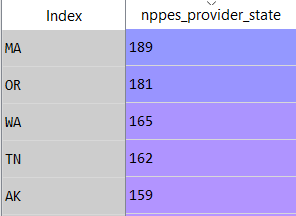 Index nppes_provider_state
MA 189
OR 181
WA 165
TN 162
AK 159